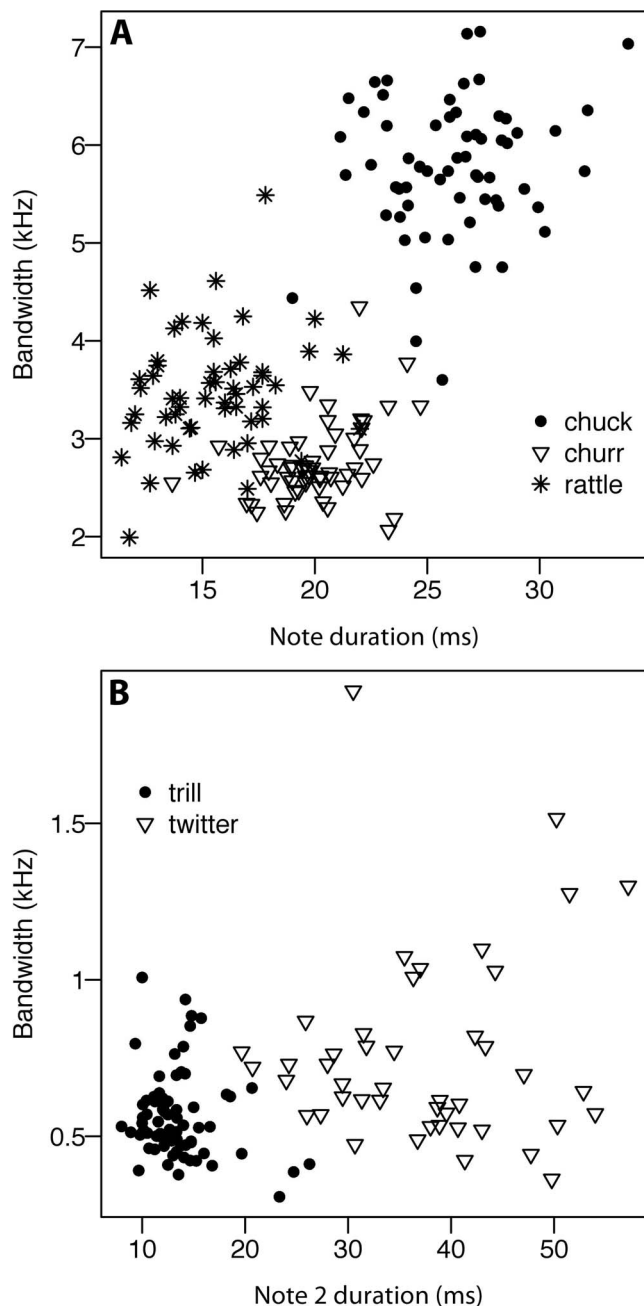 A
7
6
5
4
3
2
Bandwidth (kHz)
chuck
churr
rattle
15 20 25 30
Note duration (ms)
B
trill
twitter
1.5
1
0.5
Bandwidth (kHz)
10 20 30 40 50
Note 2 duration (ms)